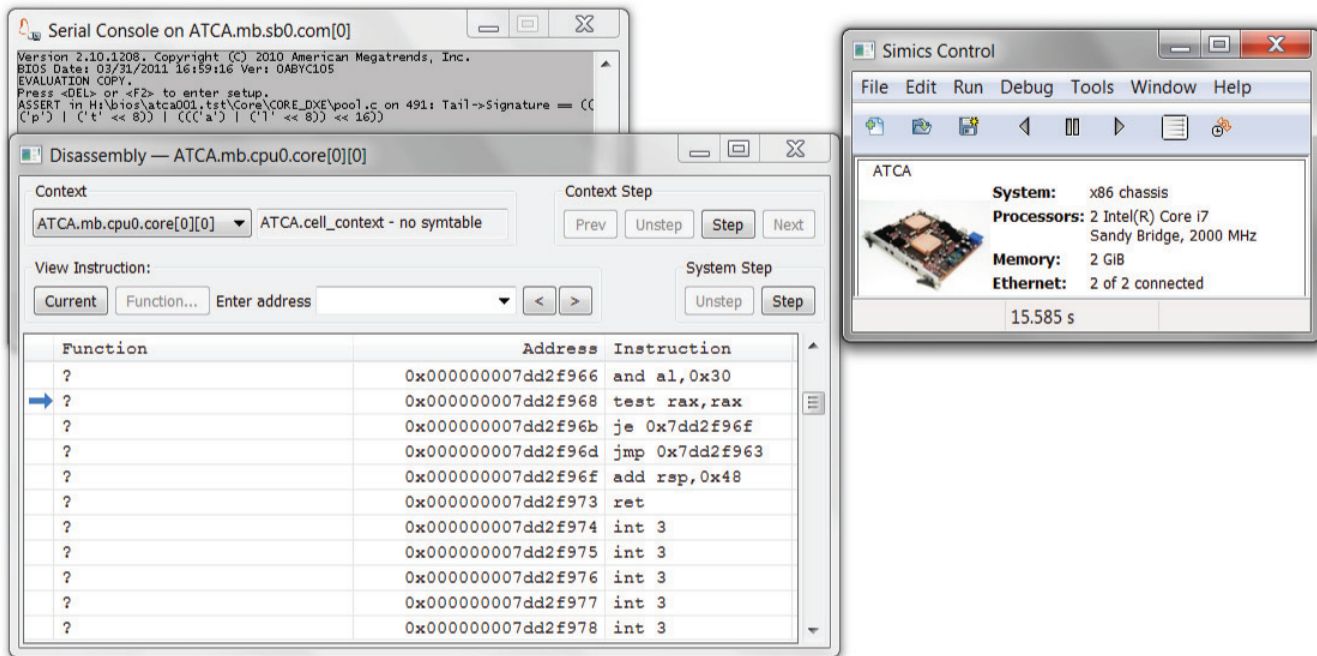 Serial Console on ATCA.mb.sb0.com[0]
Version 2.10.1208. Copyright (C) 2010 American Megatrends, Inc.
BIOS Date: 03/31/2011 16:59:16 Ver: 0ABYC105
EVALUATION COPY.
Press <DEL> or <F2> to enter setup.
ASSERT in H:\bios\atca001.tst\Core\CORE_DXE\pool.c on 491: Tail->Signature == ((
('p') | ('t' << 8)) | ((('a') | ('l' << 8)) << 16))
Disassembly — ATCA.mb.cpu0.core[0][0]
Context
Context Step
ATCA.mb.cpu0.core[0][0] ATCA.cell_context - no symtable
Prev Unstep Step Next
View Instruction:
System Step
Current Function... Enter address < >
Unstep Step
Function Address Instruction
? 0x000000007dd2f966 and al,0x30
? 0x000000007dd2f968 test rax,rax
? 0x000000007dd2f96b je 0x7dd2f96f
? 0x000000007dd2f96d jmp 0x7dd2f963
? 0x000000007dd2f96f add rsp,0x48
? 0x000000007dd2f973 ret
? 0x000000007dd2f974 int 3
? 0x000000007dd2f975 int 3
? 0x000000007dd2f976 int 3
? 0x000000007dd2f977 int 3
? 0x000000007dd2f978 int 3
Simics Control
File Edit Run Debug Tools Window Help
ATCA
System: x86 chassis
Processors: 2 Intel(R) Core i7
Sandy Bridge, 2000 MHz
Memory: 2 GiB
Ethernet: 2 of 2 connected
15.585 s